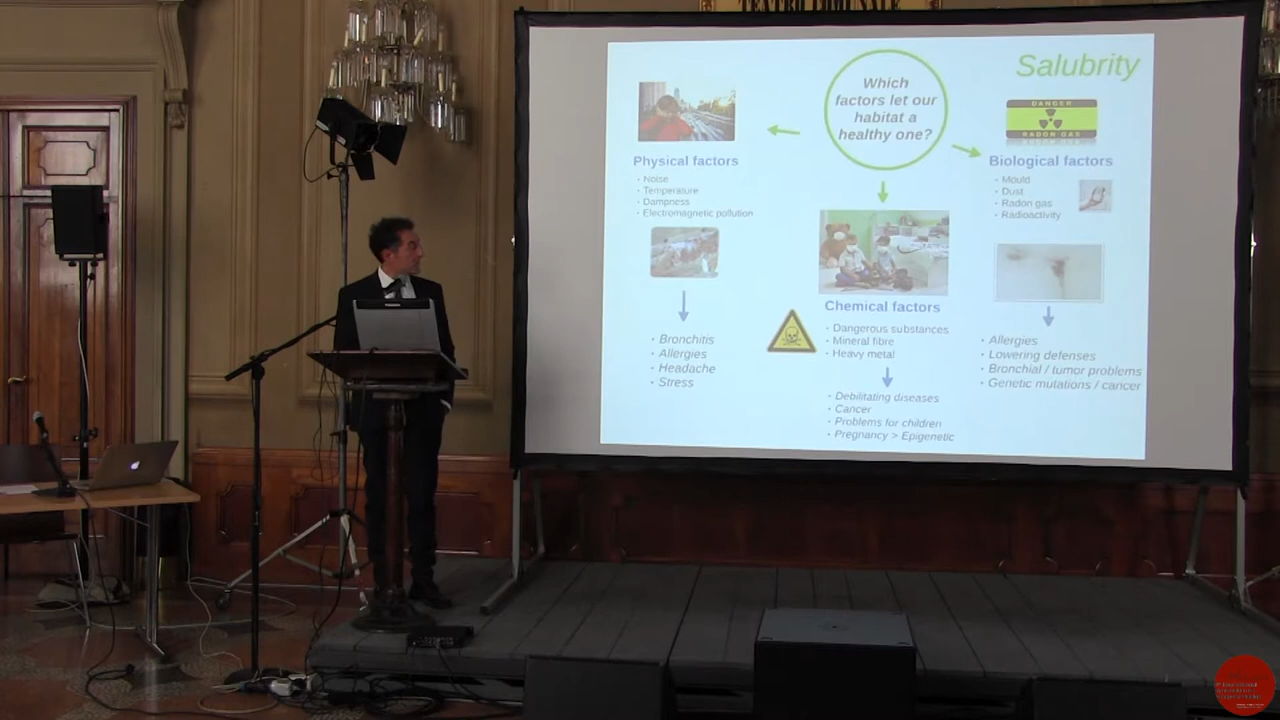 Salubrity
Which
factors let our
habitat a
healthy one?
Physical factors
· Noise
· Temperature
· Dampness
· Electromagnetic pollution
· Bronchitis
· Allergies
· Headache
· Stress
Chemical factors
· Dangerous substances
· Mineral fibre
· Heavy metal
· Debilitating diseases
· Cancer
· Problems for children
· Pregnancy > Epigenetic
DANGER
RADON GAS
Biological factors
· Mould
· Dust
· Radon gas
· Radioactivity
· Allergies
· Lowering defenses
· Bronchial / tumor problems
· Genetic mutations / cancer